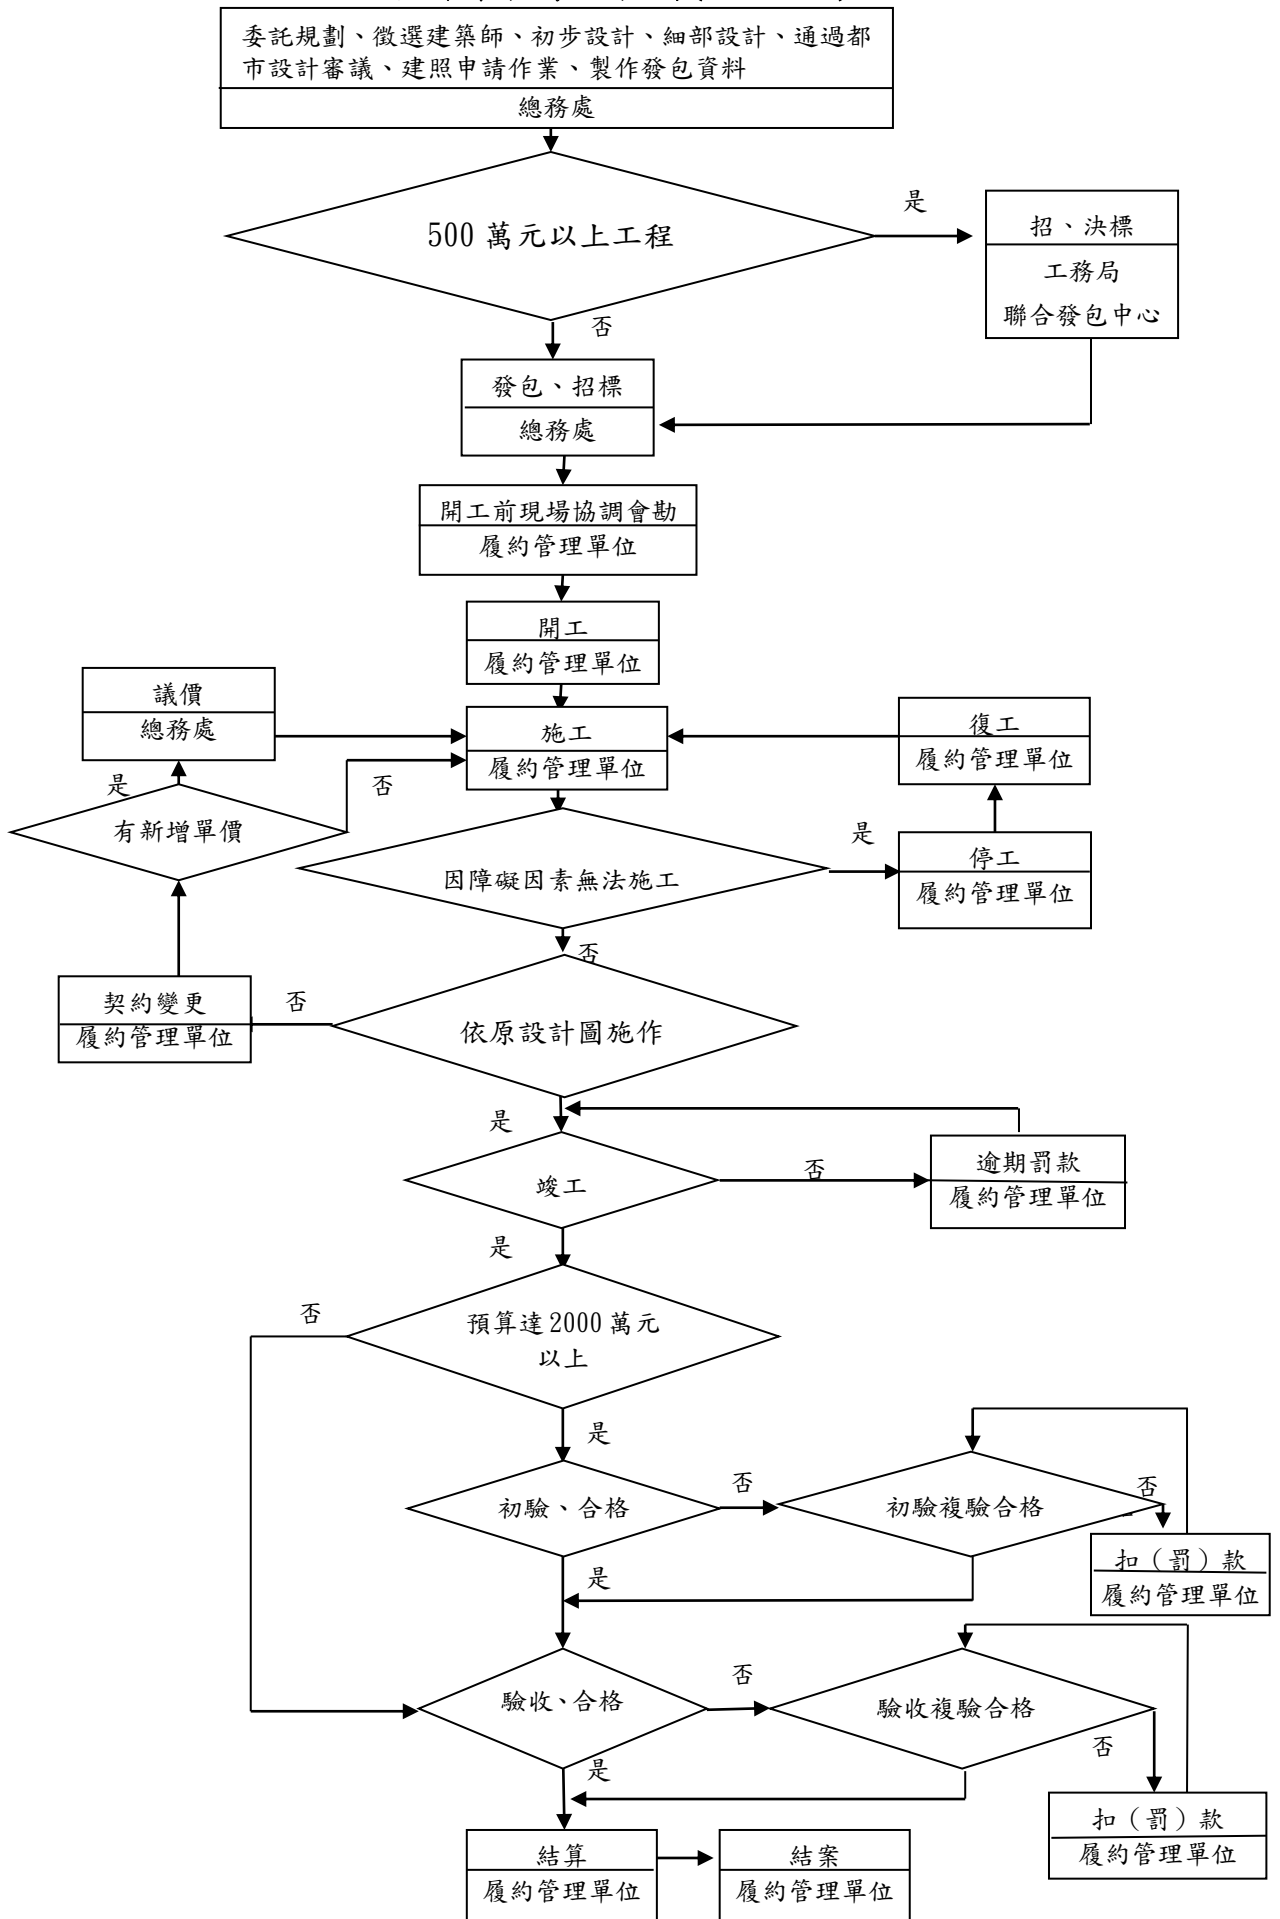 委託規劃、徵選建築師、初步設計、細部設計、通過都
市設計審議、建照申請作業、製作發包資料
總務處
是
500 萬元以上工程
招、決標
工務局
聯合發包中心
否
發包、招標
總務處
開工前現場協調會勘
履約管理單位
開工
履約管理單位
議價
總務處
施工
履約管理單位
復工
履約管理單位
是
否
有新增單價
是
因障礙因素無法施工
停工
履約管理單位
否
契約變更
履約管理單位
否
依原設計圖施作
是
竣工
否
逾期罰款
履約管理單位
是
否
預算達 2000 萬元
以上
是
初驗、合格
否
初驗複驗合格
否
扣（罰）款
履約管理單位
是
驗收、合格
否
驗收複驗合格
否
是
扣（罰）款
履約管理單位
結算
履約管理單位
結案
履約管理單位